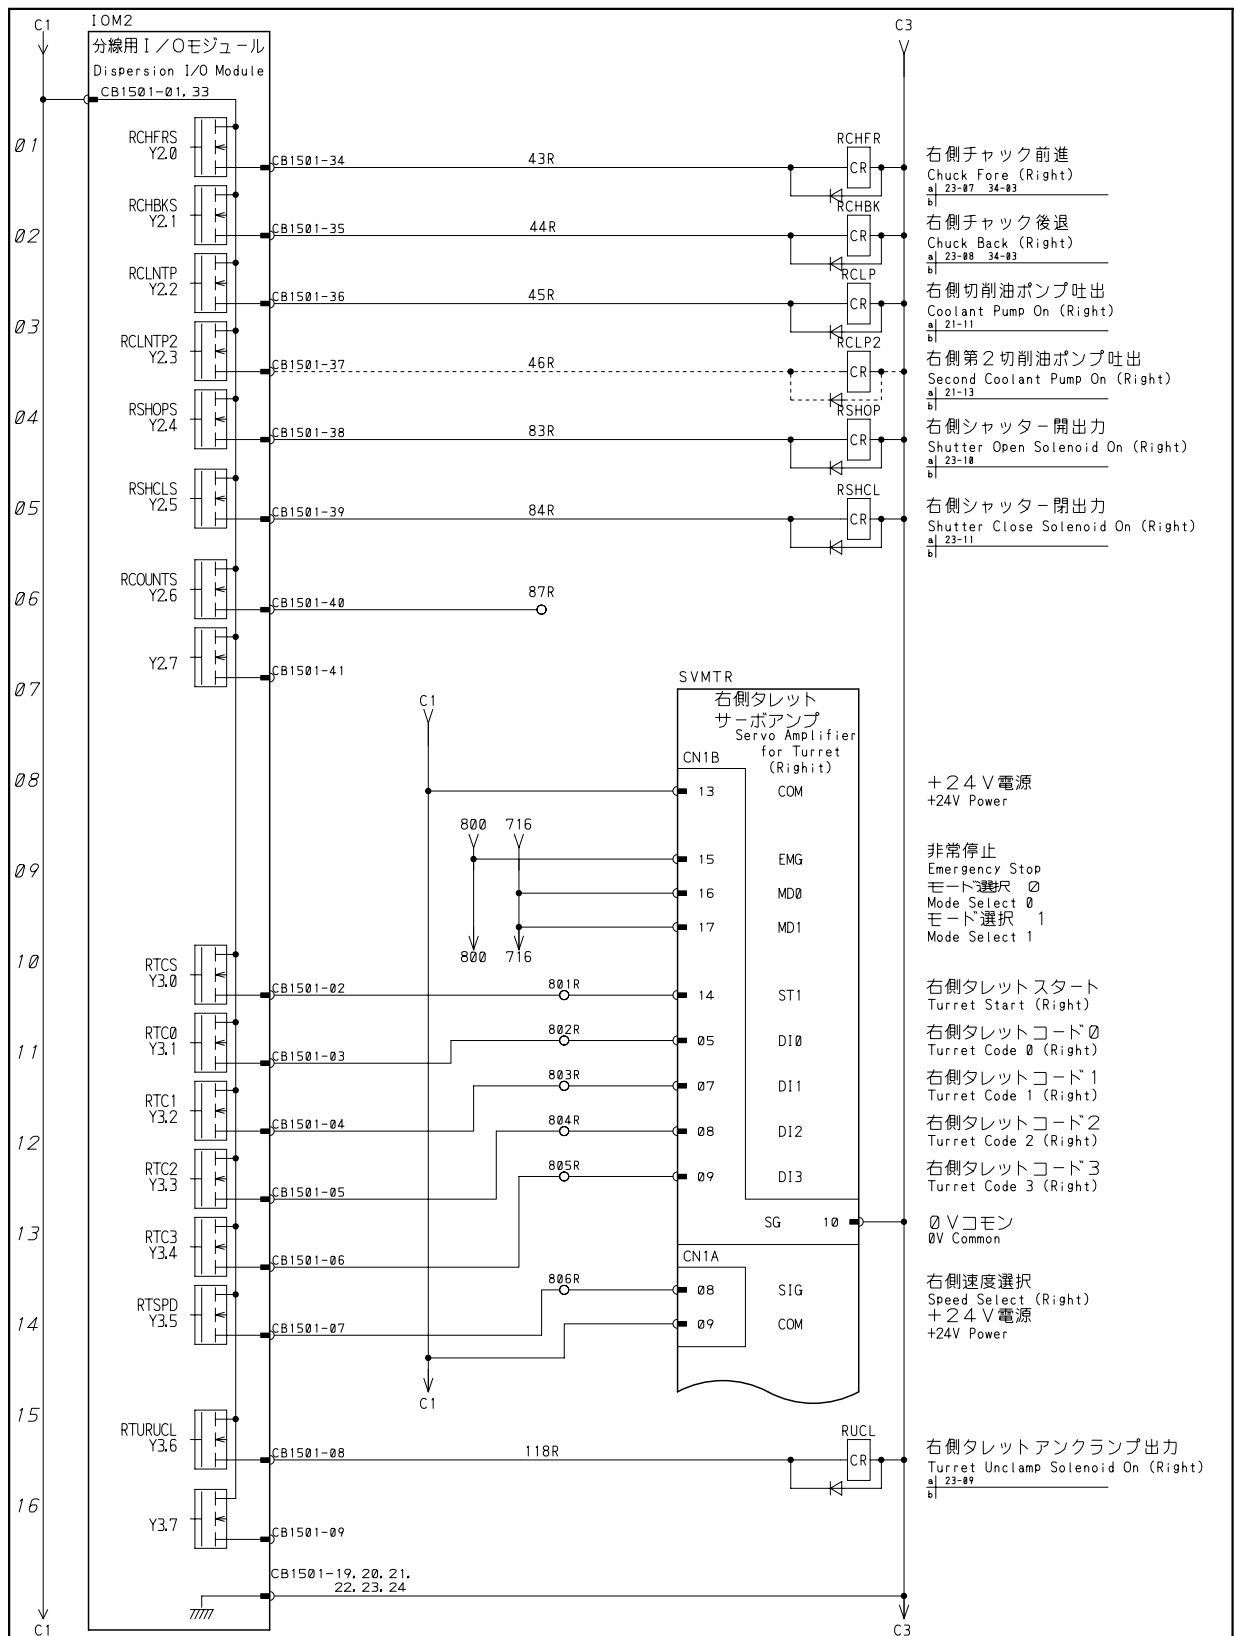 C1
IOM2
C3
分線用I/Oモジュール
Dispersion I/O Module
CB1501-01,33
01
RCHFRS
Y2.0
CB1501-34
43R
RCHFR
CR
右側チャック前進
Chuck Fore (Right)
a 23-07 34-03
b
RCHBKS
Y2.1
02
CB1501-35
44R
RCHBK
CR
右側チャック後退
Chuck Back (Right)
a 23-08 34-03
b
RCLNTP
Y2.2
CB1501-36
45R
RCLP
CR
右側切削油ポンプ吐出
Coolant Pump On (Right)
a 21-11
b
03
RCLNTP2
Y2.3
CB1501-37
46R
RCLP2
CR
右側第2切削油ポンプ吐出
Second Coolant Pump On (Right)
a 21-13
b
04
RSHOPS
Y2.4
CB1501-38
83R
RSHOP
CR
右側シャッター開出力
Shutter Open Solenoid On (Right)
a 23-10
b
05
RSHCLS
Y2.5
CB1501-39
84R
RSHCL
CR
右側シャッター閉出力
Shutter Close Solenoid On (Right)
a 23-11
b
06
RCOUNTS
Y2.6
CB1501-40
87R
Y2.7
CB1501-41
07
SVMTR
C1
右側タレット
サーボアンプ
Servo Amplifier
for Turret
(Righit)
CN1B
08
13 COM
+24V電源
+24V Power
800 716
09
15 EMG
非常停止
Emergency Stop
16 MD0
モード選択 0
Mode Select 0
17 MD1
モード選択 1
Mode Select 1
800 716
10
RTCS
Y3.0
CB1501-02
801R
14 ST1
右側タレットスタート
Turret Start (Right)
11
RTC0
Y3.1
CB1501-03
802R
05 DI0
右側タレットコード0
Turret Code 0 (Right)
RTC1
Y3.2
CB1501-04
803R
07 DI1
右側タレットコード1
Turret Code 1 (Right)
12
804R
08 DI2
右側タレットコード2
Turret Code 2 (Right)
RTC2
Y3.3
CB1501-05
805R
09 DI3
右側タレットコード3
Turret Code 3 (Right)
13
RTC3
Y3.4
CB1501-06
SG 10
0Vコモン
0V Common
CN1A
806R
08 SIG
右側速度選択
Speed Select (Right)
14
RTSPD
Y3.5
CB1501-07
09 COM
+24V電源
+24V Power
C1
15
RTURUCL
Y3.6
CB1501-08
118R
RUCL
CR
右側タレットアンクランプ出力
Turret Unclamp Solenoid On (Right)
a 23-09
b
16
Y3.7
CB1501-09
CB1501-19,20,21,
22,23,24
C1
C3